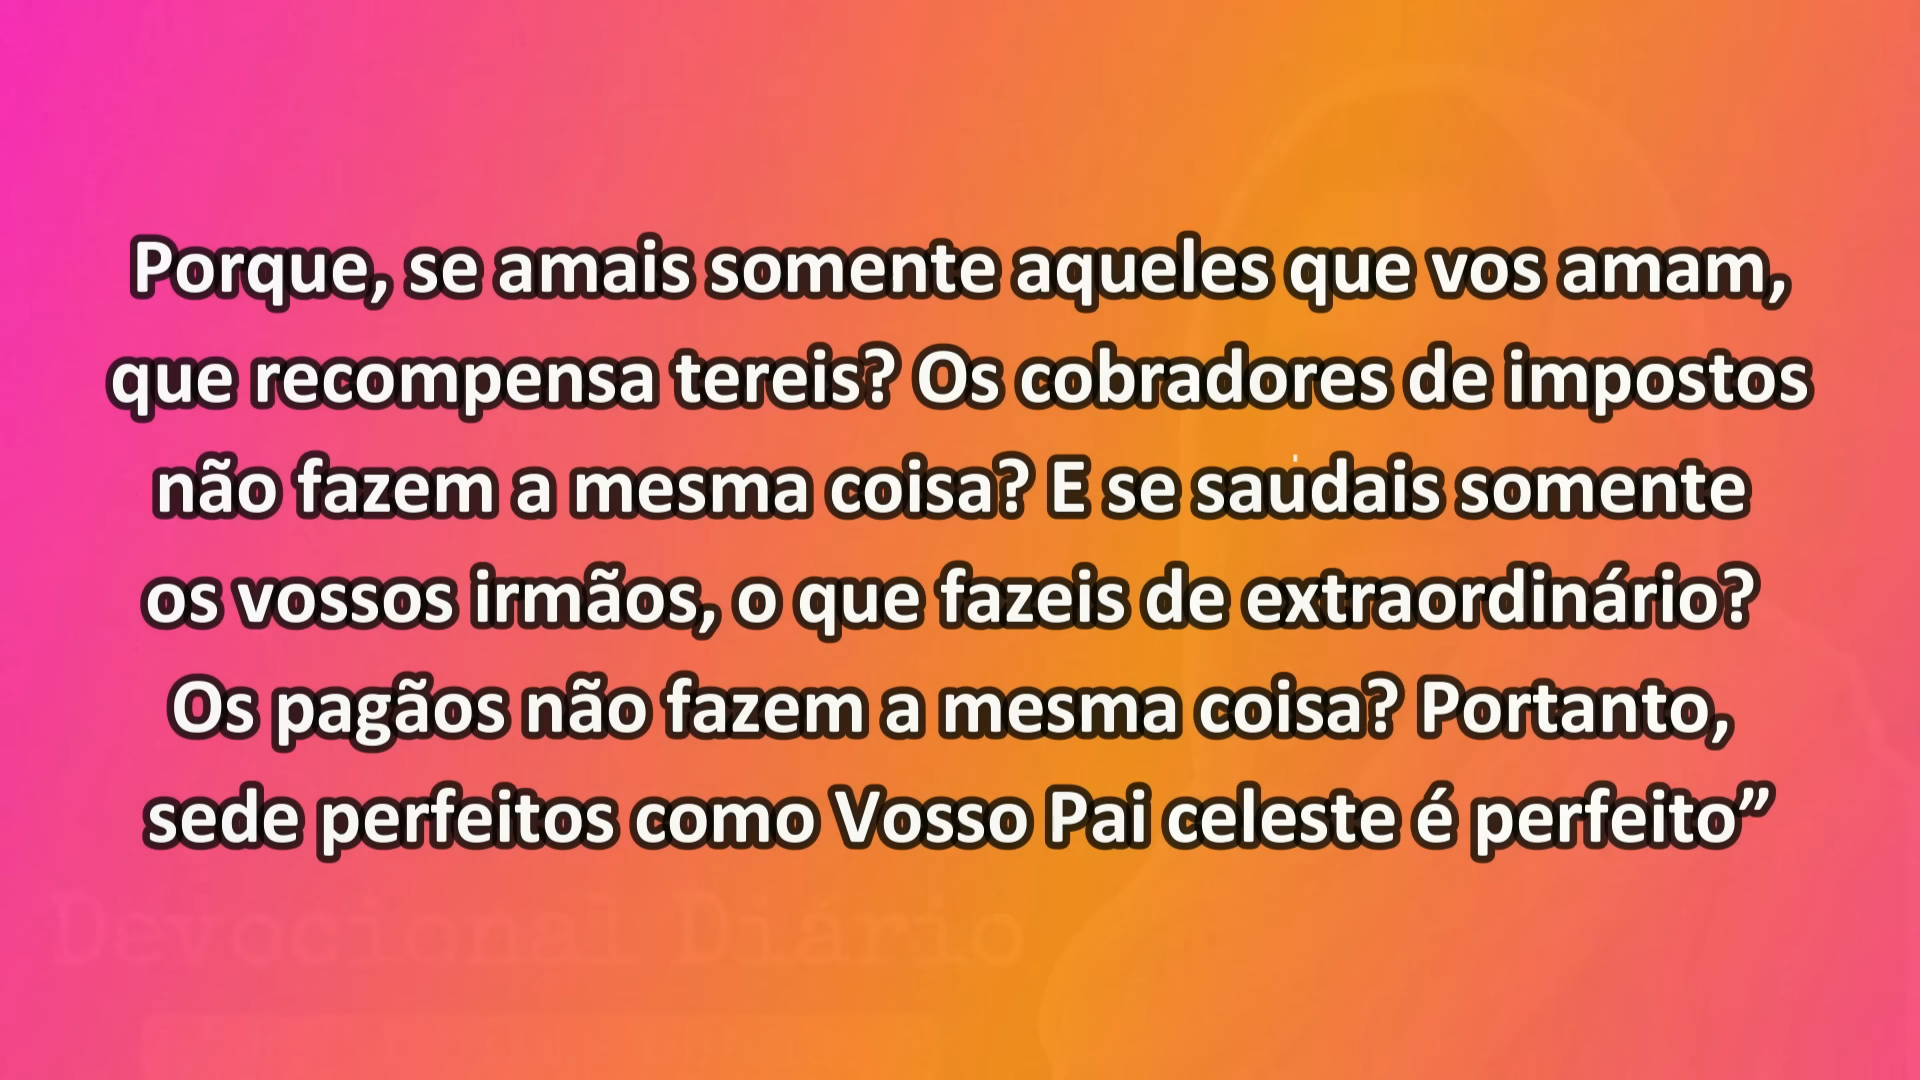 Porque, se amais somente aqueles que vos amam,
que recompensa tereis? Os cobradores de impostos
não fazem a mesma coisa? E se saudais somente
os vossos irmãos, o que fazeis de extraordinário?
Os pagãos não fazem a mesma coisa? Portanto,
sede perfeitos como Vosso Pai celeste é perfeito”
Devocional Diário